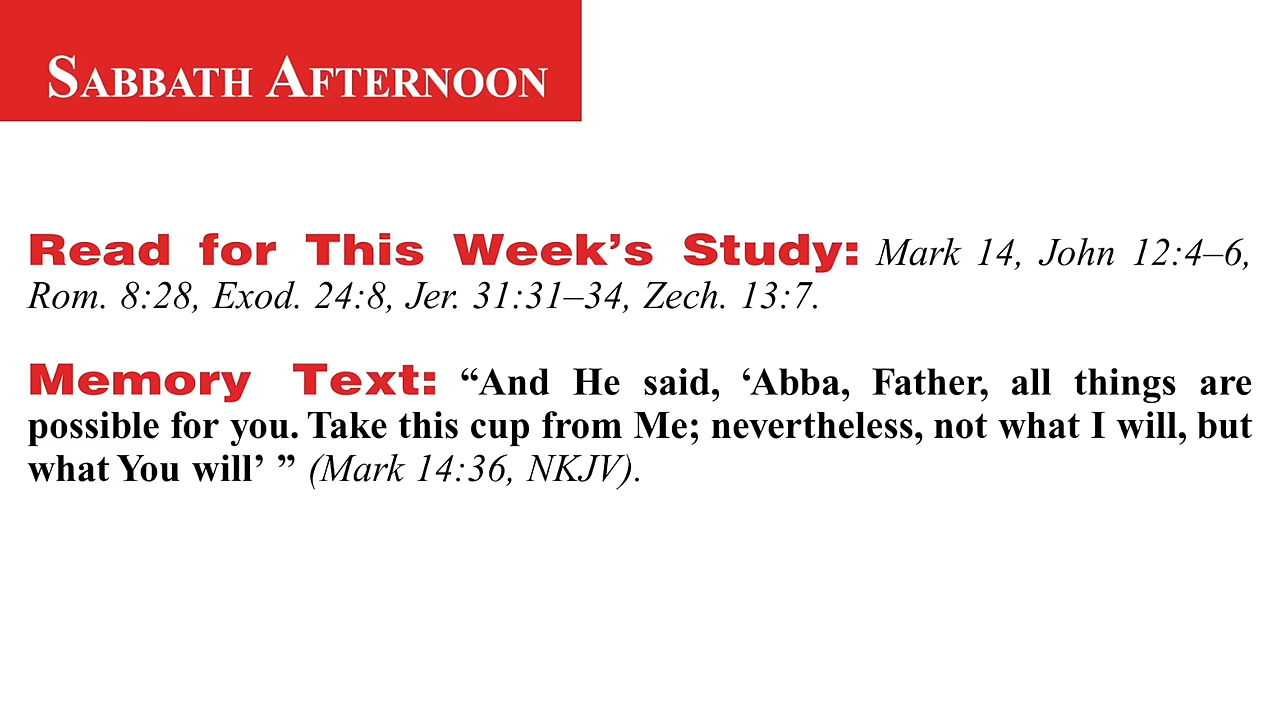 SABBATH AFTERNOON
Read for This Week’s Study: Mark 14, John 12:4–6,
Rom. 8:28, Exod. 24:8, Jer. 31:31–34, Zech. 13:7.
Memory Text: “And He said, ‘Abba, Father, all things are
possible for you. Take this cup from Me; nevertheless, not what I will, but
what You will’ ” (Mark 14:36, NKJV).